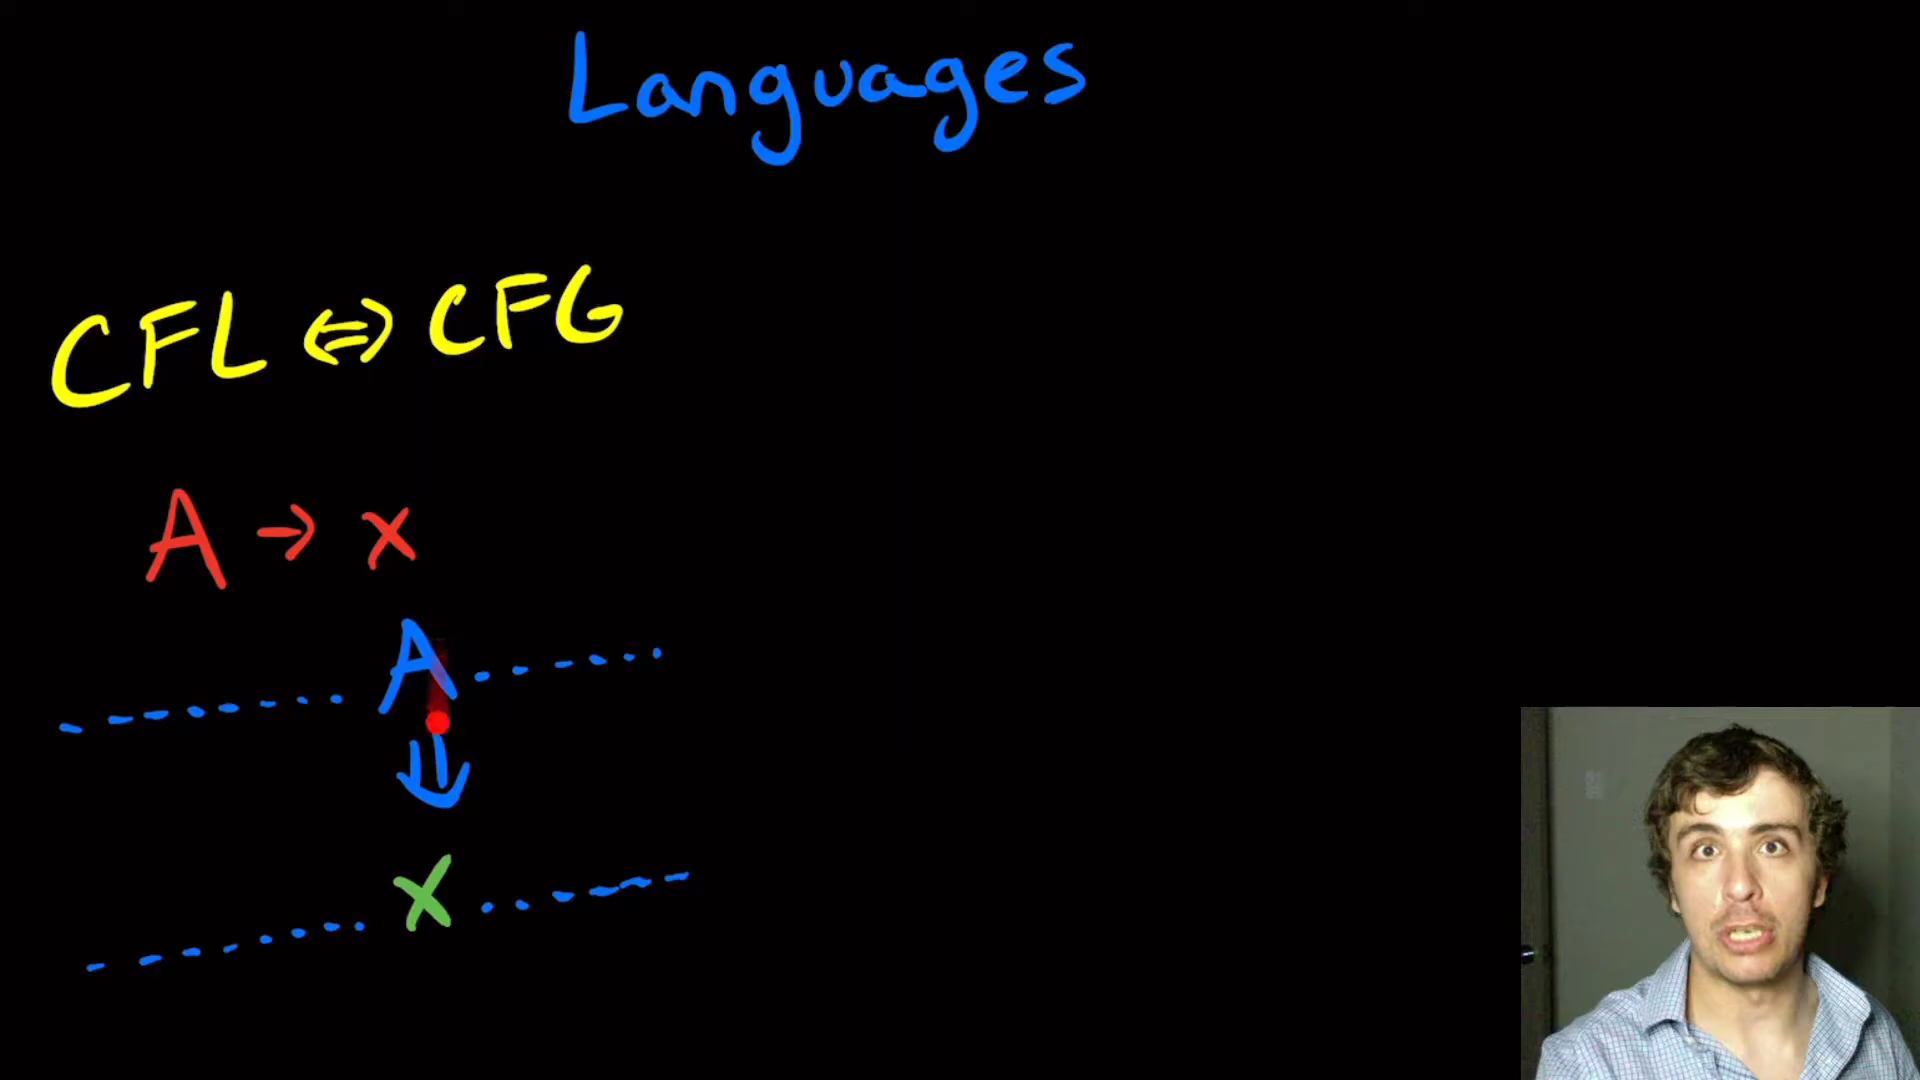 Languages
CFL ⇔ CFG
A → x
A
⇓
x